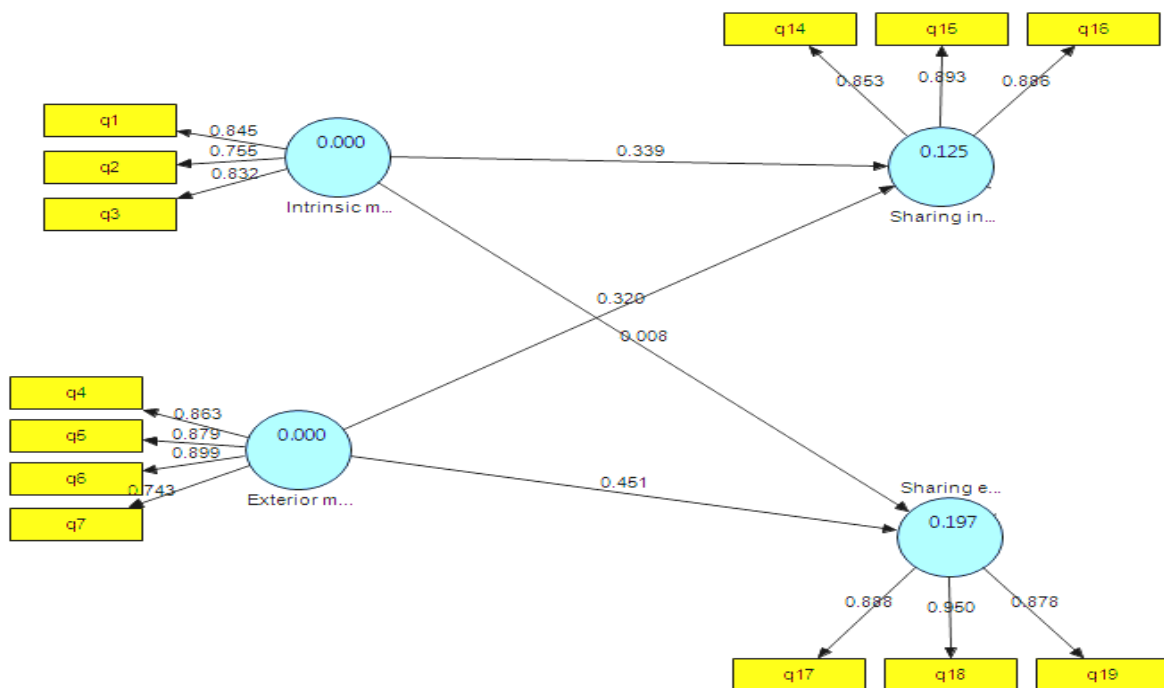 q14
q15
q16
0.853
0.893
0.886
q1
q2
q3
0.845
0.755
0.832
0.000
Intrinsic m...
0.339
0.125
Sharing in...
0.320
0.008
q4
q5
q6
q7
0.863
0.879
0.899
0.743
0.000
Exterior m...
0.451
Sharing e...
0.197
0.888
0.950
0.878
q17
q18
q19